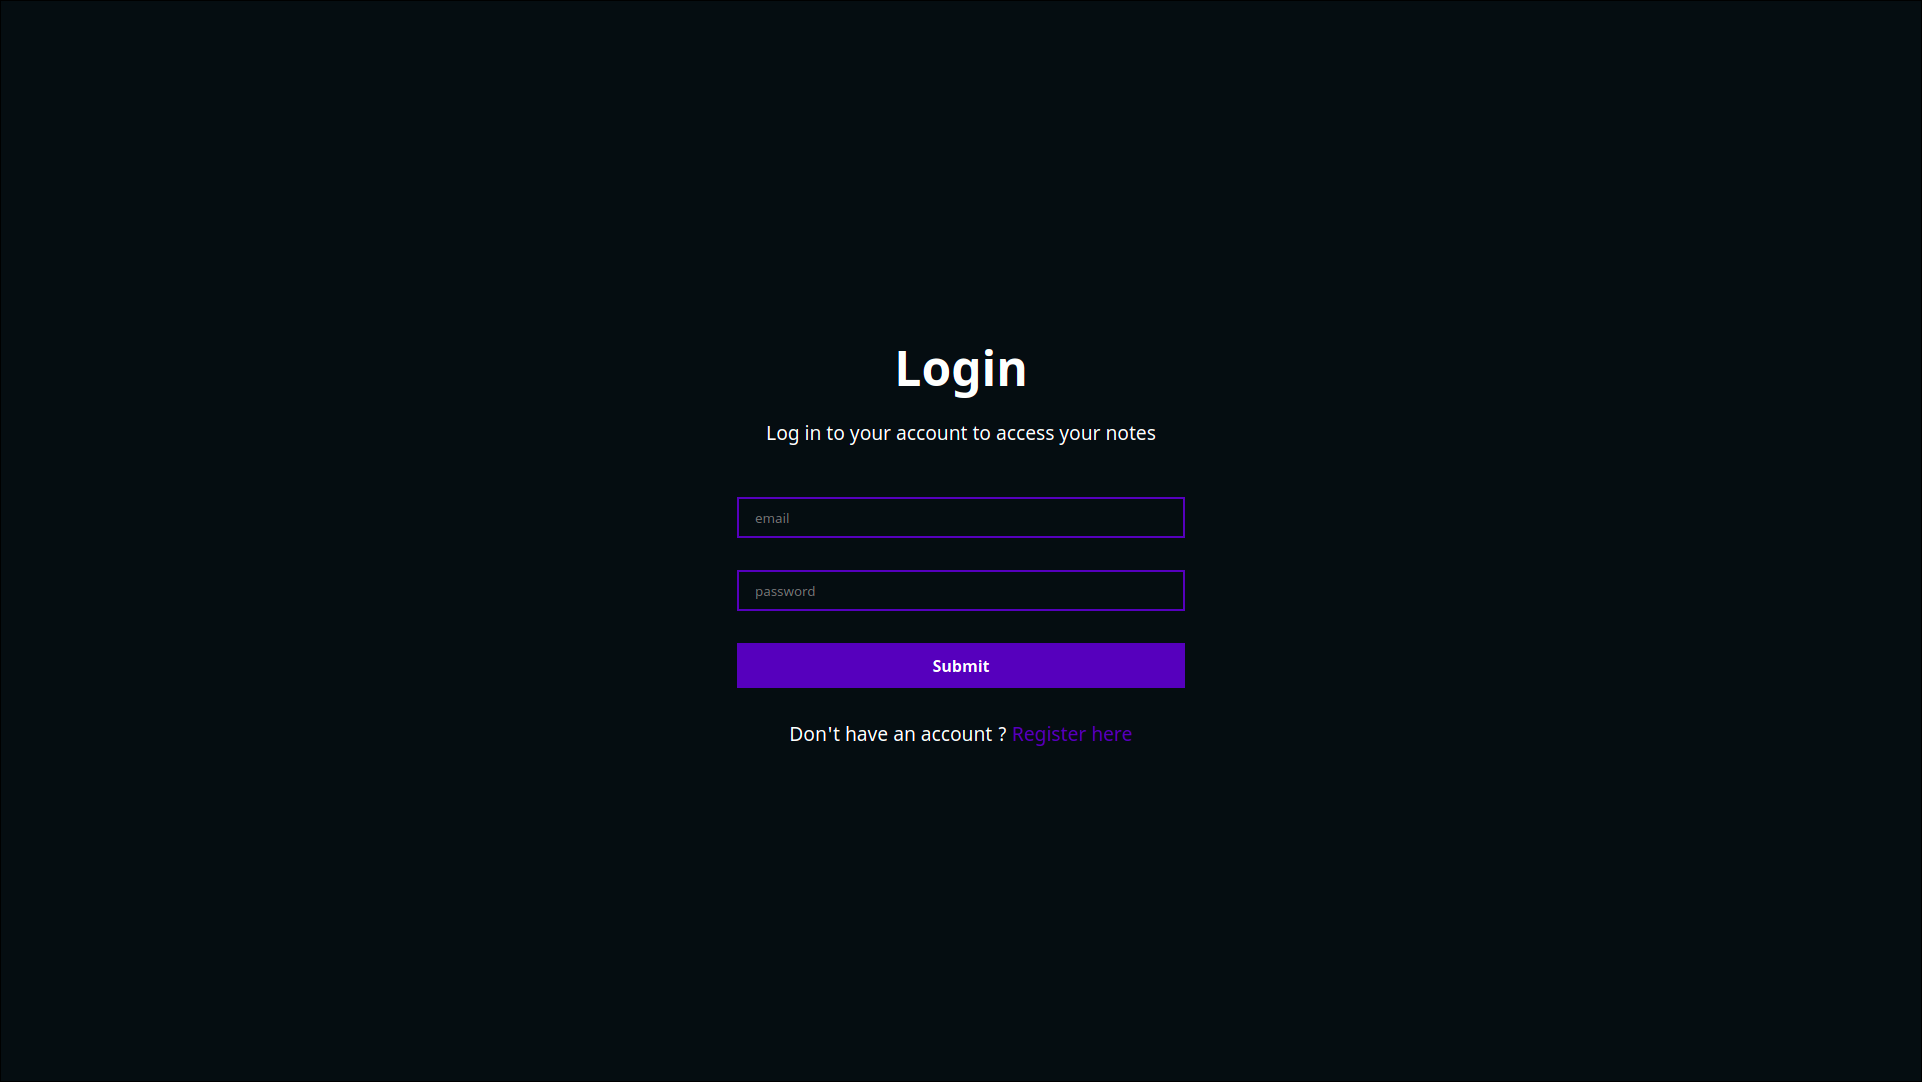 Login
Log in to your account to access your notes
email
password
Submit
Don't have an account ? Register here